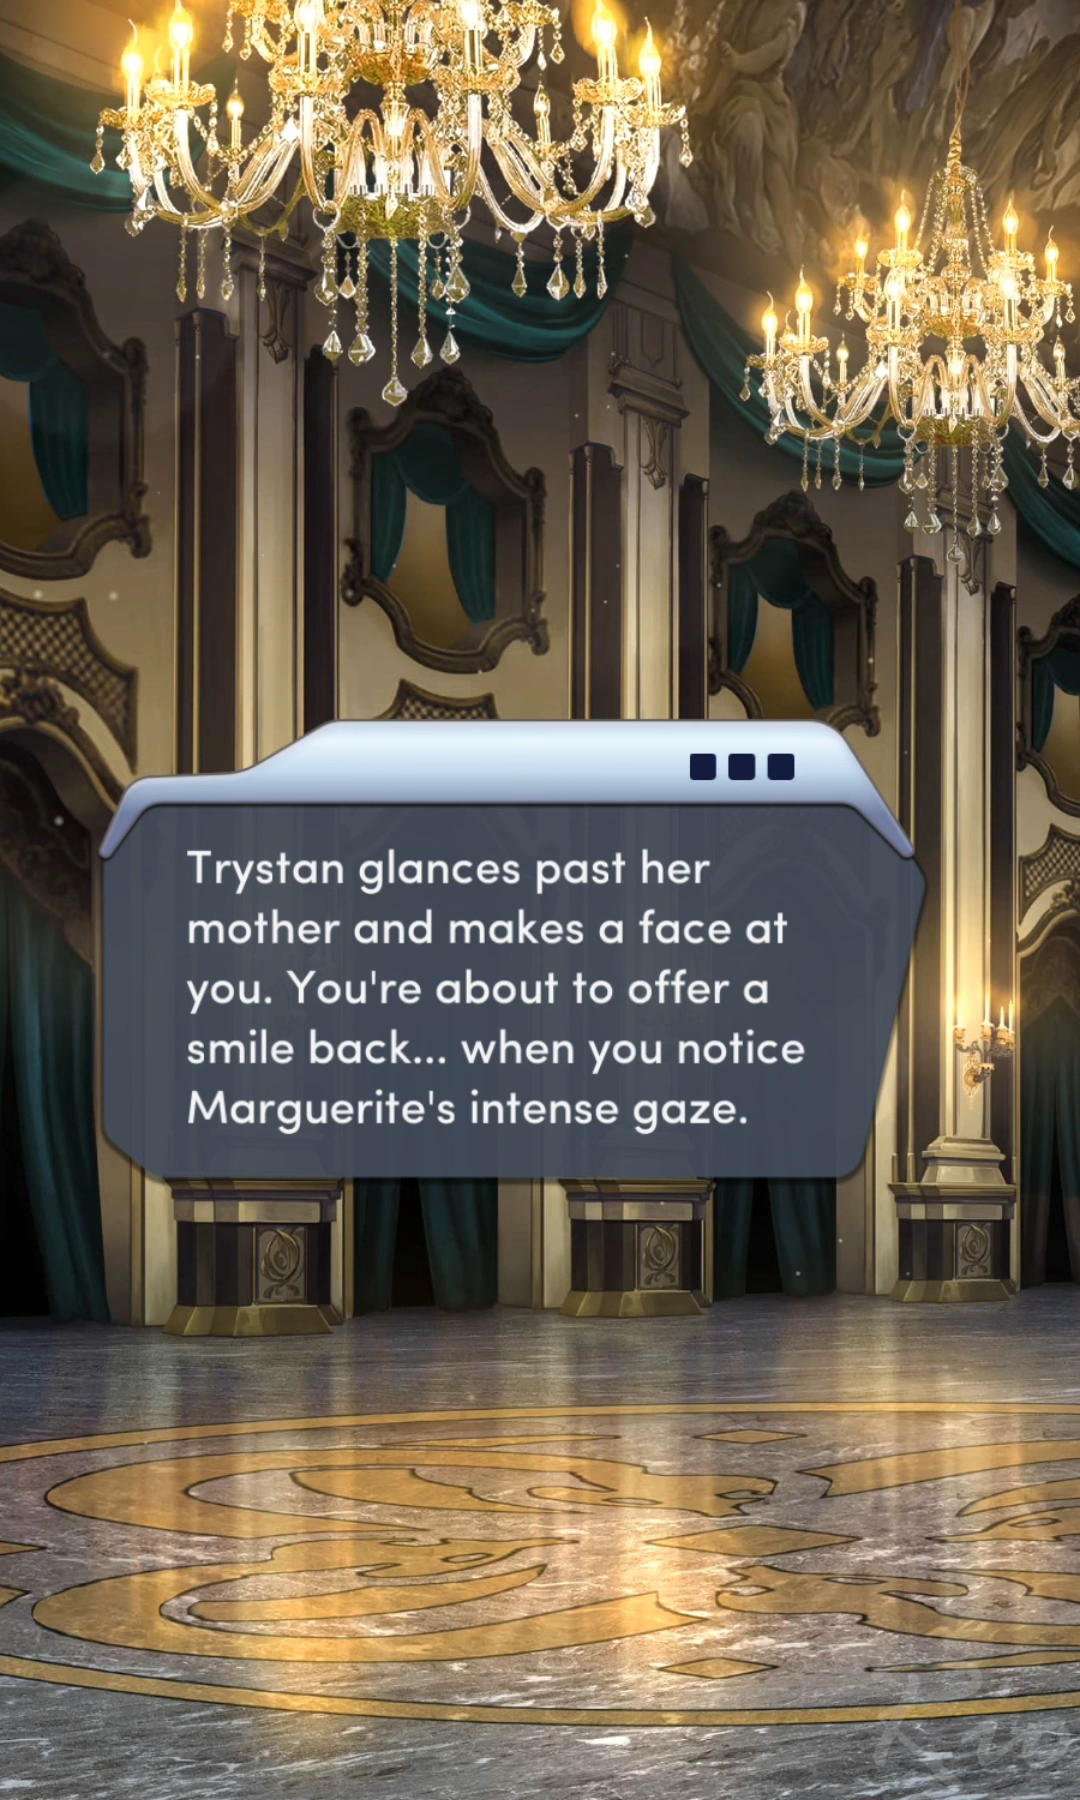 Trystan glances past her
mother and makes a face at
you. You're about to offer a
smile back... when you notice
Marguerite's intense gaze.